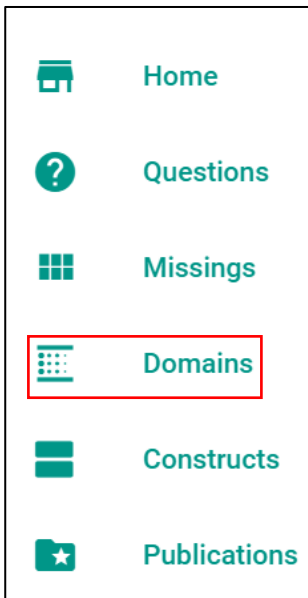 Home
Questions
Missings
Domains
Constructs
Publications